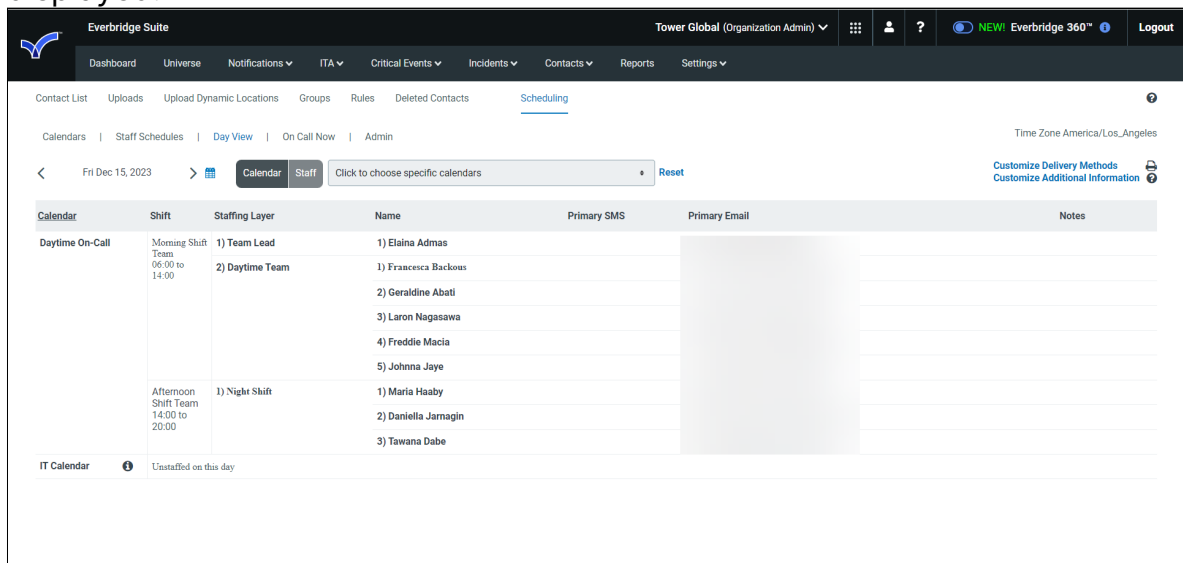 Everbridge Suite
Tower Global (Organization Admin)
?
NEW! Everbridge 360™
Logout
Dashboard Universe Notifications ITA Critical Events Incidents Contacts Reports Settings
Contact List Uploads Upload Dynamic Locations Groups Rules Deleted Contacts Scheduling
Calendars | Staff Schedules | Day View | On Call Now | Admin
Time Zone America/Los_Angeles
Fri Dec 15, 2023
Calendar Staff
Click to choose specific calendars
Reset
Customize Delivery Methods
Customize Additional Information
Calendar Shift Staffing Layer Name Primary SMS Primary Email Notes
Daytime On-Call
Morning Shift
Team
06:00 to
14:00
1) Team Lead
1) Elaina Admas
2) Daytime Team
1) Francesca Backous
2) Geraldine Abati
3) Laron Nagasawa
4) Freddie Macia
5) Johnna Jaye
Afternoon
Shift Team
14:00 to
20:00
1) Night Shift
1) Maria Haaby
2) Daniella Jarnagin
3) Tawana Dabe
IT Calendar
Unstaffed on this day